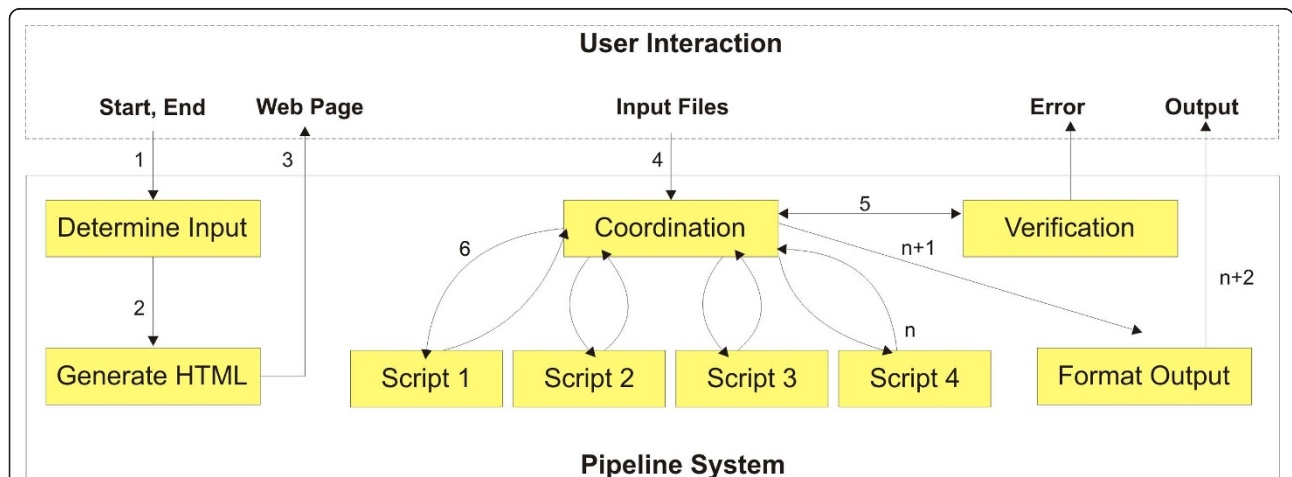 User Interaction
Start, End
Web Page
Input Files
Error
Output
1
3
4
Determine Input
Coordination
5
Verification
6
n+1
n+2
2
n
Generate HTML
Script 1
Script 2
Script 3
Script 4
Format Output
Pipeline System